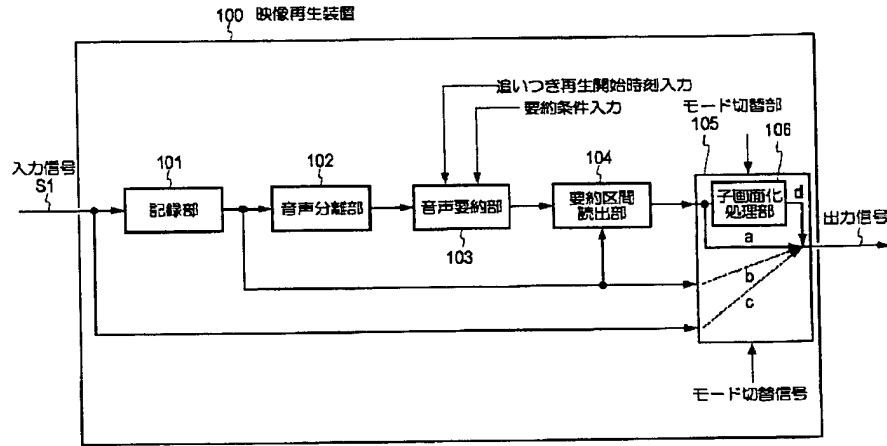 100 映像再生装置
追いつき再生開始時刻入力
要約条件入力
モード切替部
105
106
入力信号
S1
101
記録部
102
音声分離部
音声要約部
103
104
要約区間
読出部
子画面化
処理部
d
a
b
c
出力信号
モード切替信号